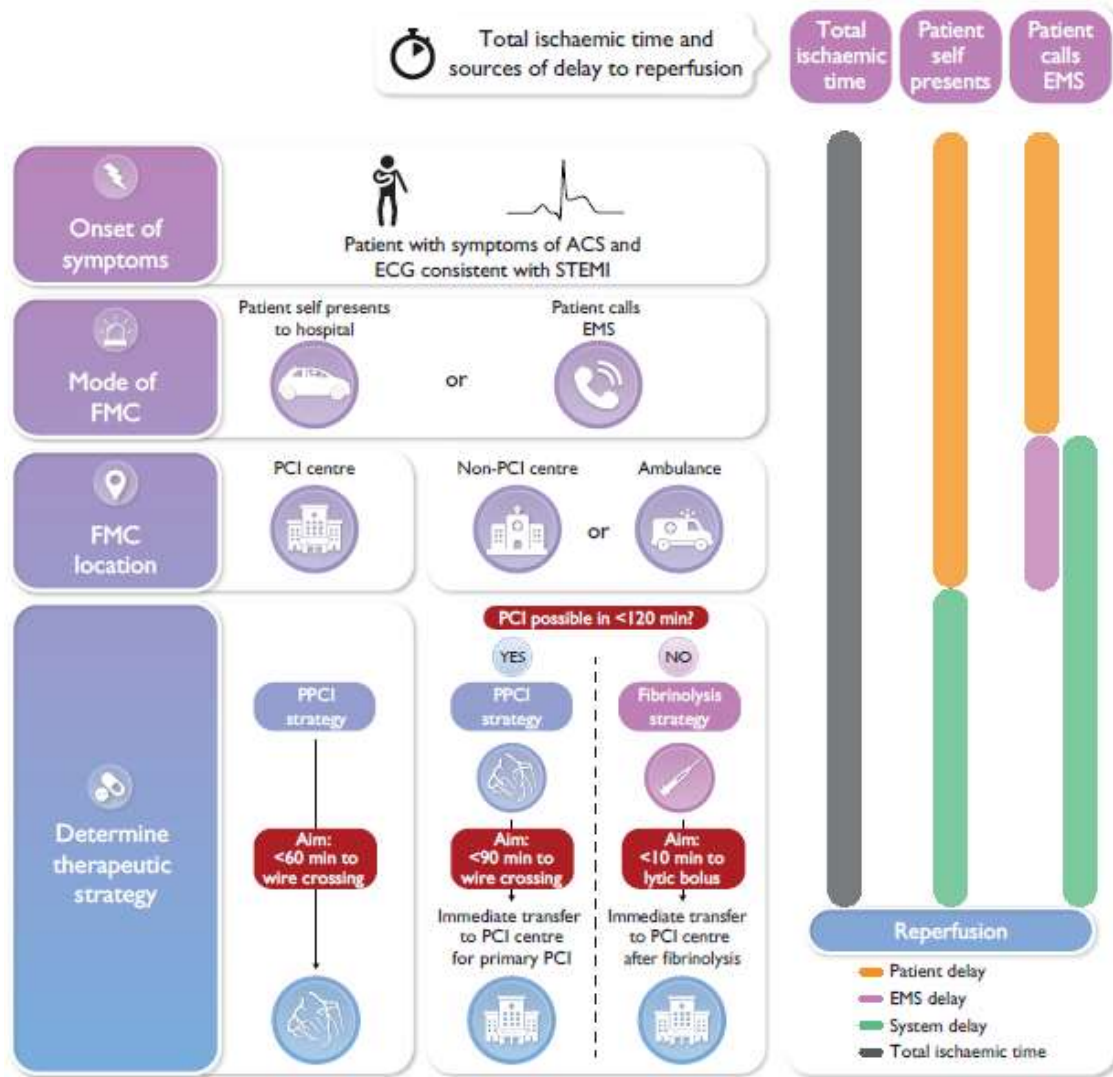 Total ischaemic time and
sources of delay to reperfusion
Total
ischaemic
time
Patient
self
presents
Patient
calls
EMS
Onset of
symptoms
Patient with symptoms of ACS and
ECG consistent with STEMI
Mode of
FMC
Patient self presents
to hospital
or
Patient calls
EMS
FMC
location
PCI centre
Non-PCI centre
or
Ambulance
Determine
therapeutic
strategy
PCI possible in <120 min?
YES
NO
PPCI
strategy
PPCI
strategy
Fibrinolysis
strategy
Aim:
<60 min to
wire crossing
Aim:
<90 min to
wire crossing
Aim:
<10 min to
lytic bolus
Immediate transfer
to PCI centre
for primary PCI
Immediate transfer
to PCI centre
after fibrinolysis
Reperfusion
Patient delay
EMS delay
System delay
Total ischaemic time